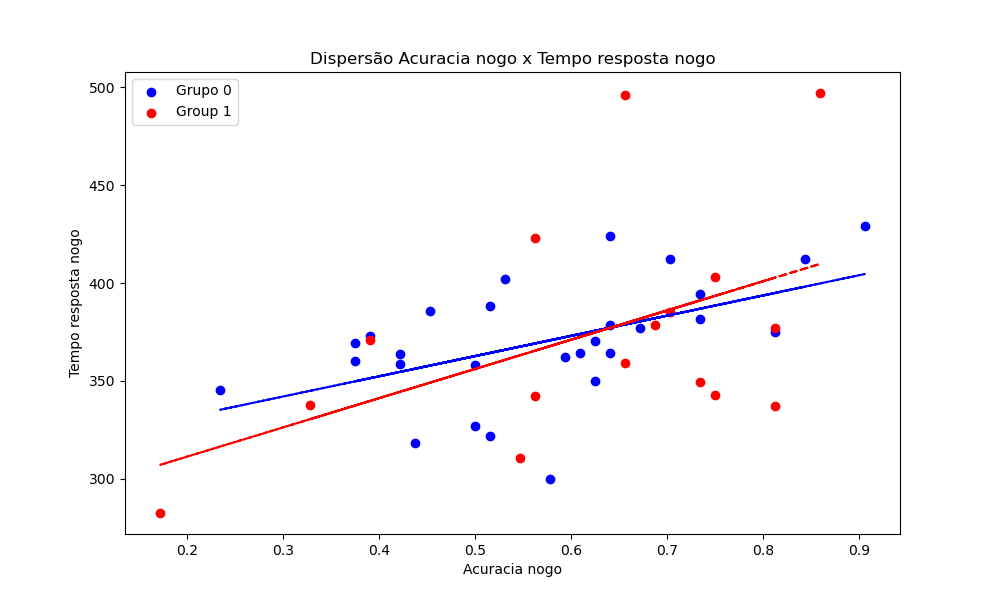 Dispersão Acuracia nogo x Tempo resposta nogo
Grupo 0
Group 1
500
450
400
350
300
Tempo resposta nogo
0.2 0.3 0.4 0.5 0.6 0.7 0.8 0.9
Acuracia nogo